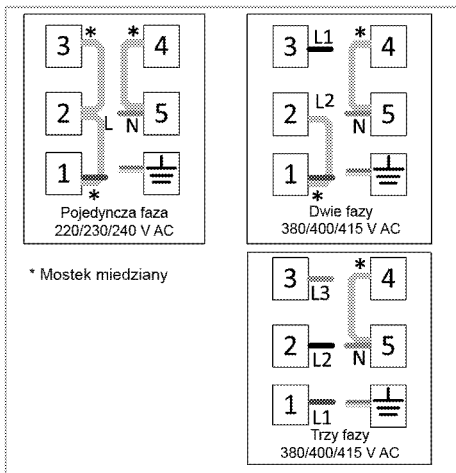 * *
3 4
2 L N 5
1
*
Pojedyncza faza
220/230/240 V AC
* Mostek miedziany
L1 *
3 4
L2
2 N 5
1
*
Dwie fazy
380/400/415 V AC
*
3 L3 4
2 L2 N 5
1 L1
Trzy fazy
380/400/415 V AC